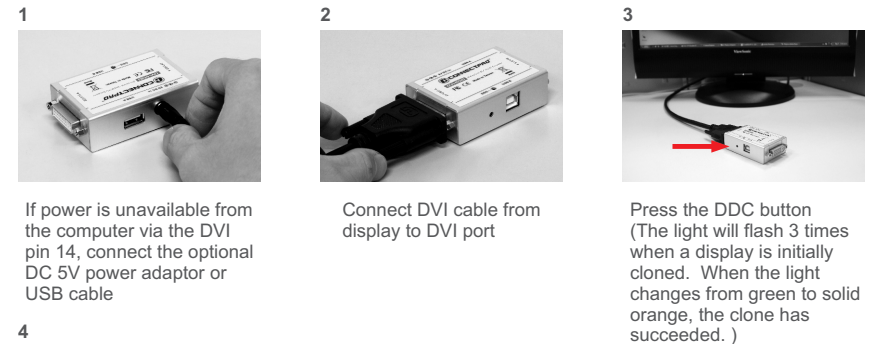 1
2
3
CONNECTPRO
CONNECTPRO
ViewSonic
If power is unavailable from
the computer via the DVI
pin 14, connect the optional
DC 5V power adaptor or
USB cable
Connect DVI cable from
display to DVI port
Press the DDC button
(The light will flash 3 times
when a display is initially
cloned.  When the light
changes from green to solid
orange, the clone has
succeeded. )
4